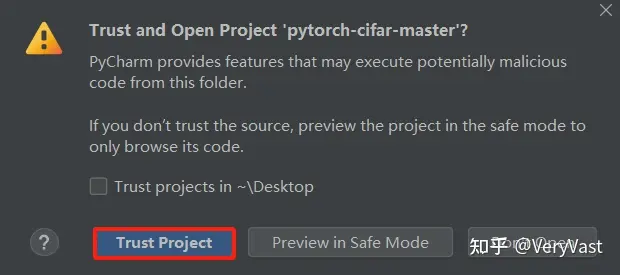 Trust and Open Project 'pytorch-cifar-master'?
PyCharm provides features that may execute potentially malicious
code from this folder.
If you don't trust the source, preview the project in the safe mode to
only browse its code.
Trust projects in ~\Desktop
? Trust Project Preview in Safe Mode Open
知乎 @VeryVast